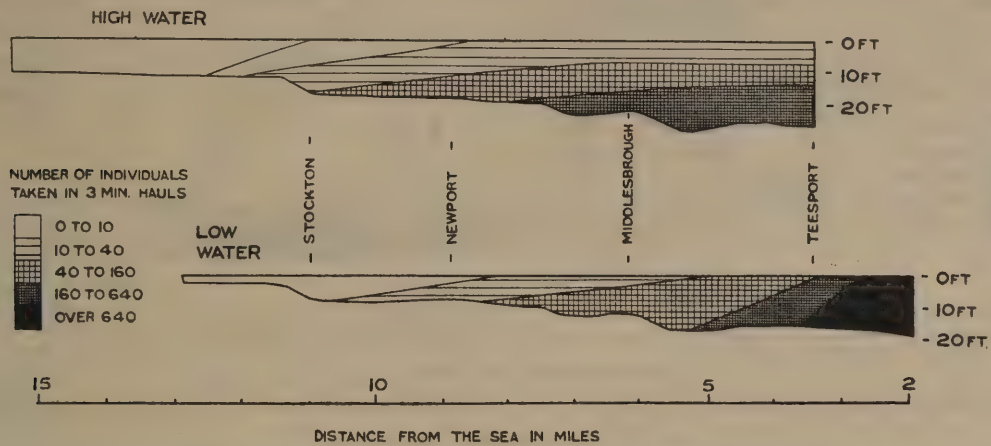 HIGH WATER
- 0FT
- 10FT
- 20FT
STOCKTON
NEWPORT
MIDDLESBROUGH
TEESPORT
NUMBER OF INDIVIDUALS
TAKEN IN 3 MIN. HAULS
0 TO 10
10 TO 40
40 TO 160
160 TO 640
OVER 640
LOW
WATER
- 0FT
- 10FT
- 20FT.
15 10 5 2
DISTANCE FROM THE SEA IN MILES